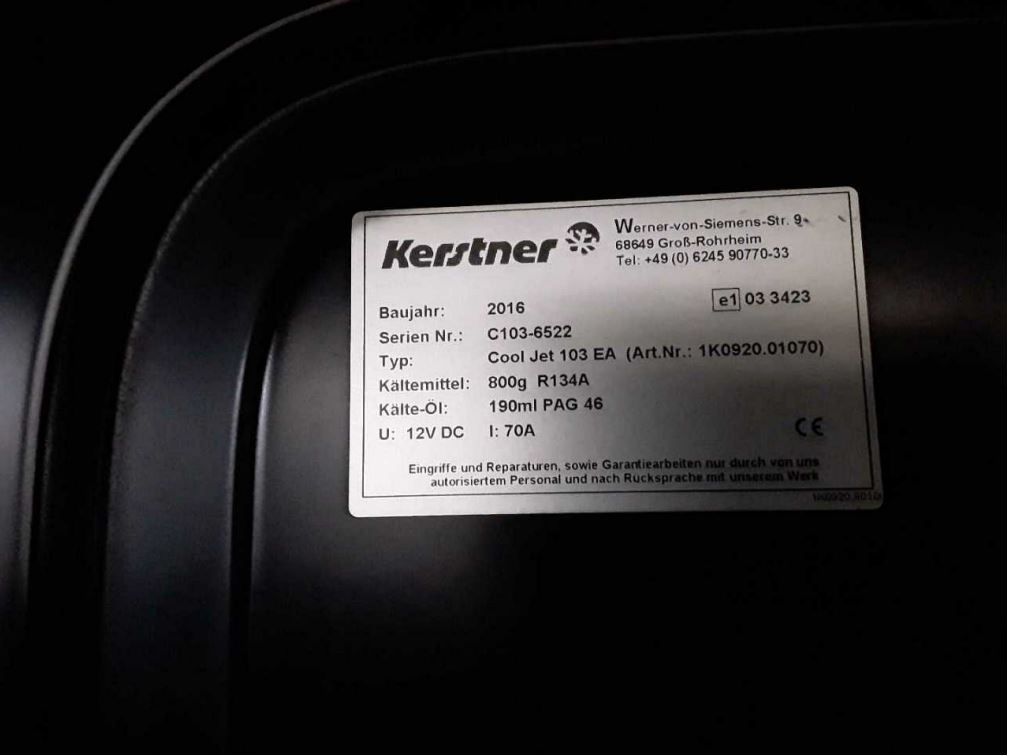 Kerstner
Werner-von-Siemens-Str. 9
68649 Groß-Rohrheim
Tel: +49 (0) 6245 90770-33
Baujahr: 2016
e1 03 3423
Serien Nr.: C103-6522
Typ: Cool Jet 103 EA (Art.Nr.: 1K0920.01070)
Kältemittel: 800g R134A
Kälte-Öl: 190ml PAG 46
U: 12V DC I: 70A
CE
Eingriffe und Reparaturen, sowie Garantiearbeiten nur durch von uns
autorisiertem Personal und nach Rücksprache mit unserem Werk